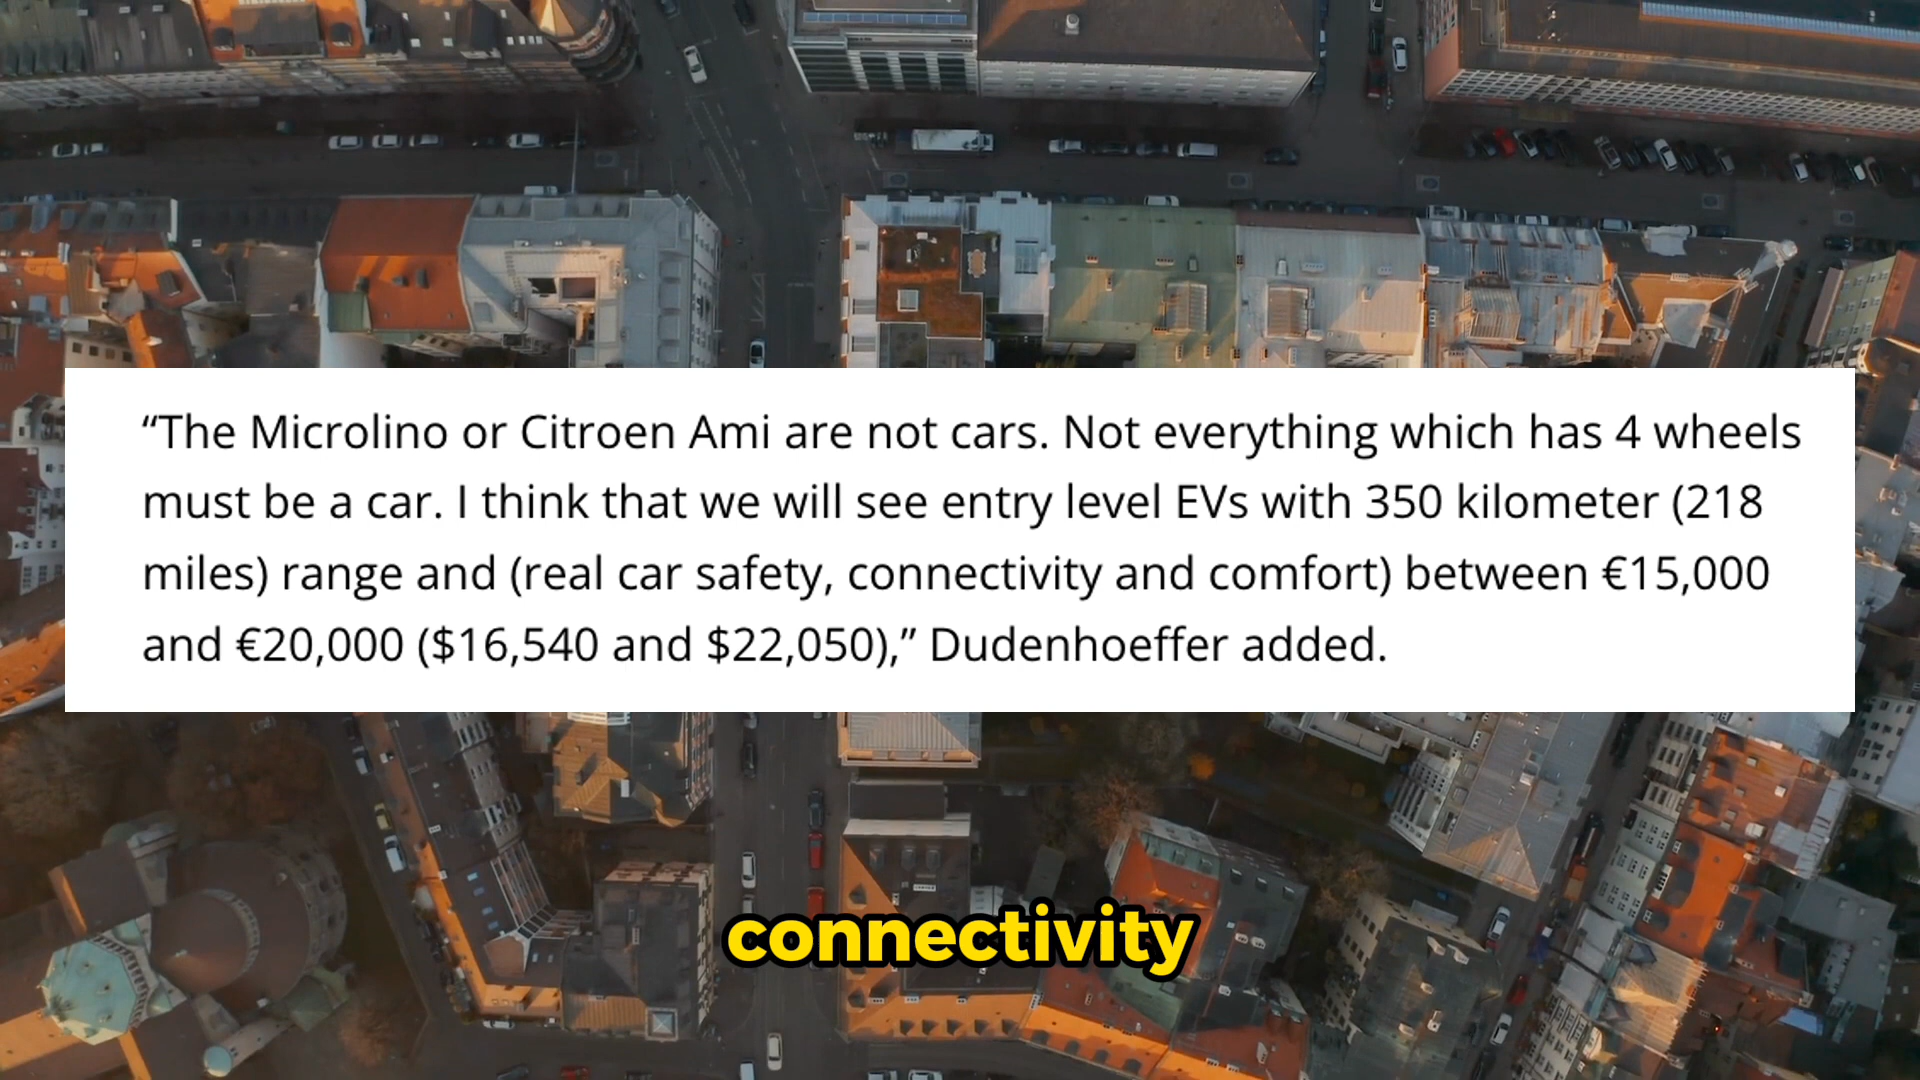 “The Microlino or Citroen Ami are not cars. Not everything which has 4 wheels
must be a car. I think that we will see entry level EVs with 350 kilometer (218
miles) range and (real car safety, connectivity and comfort) between €15,000
and €20,000 ($16,540 and $22,050),” Dudenhoeffer added.
connectivity